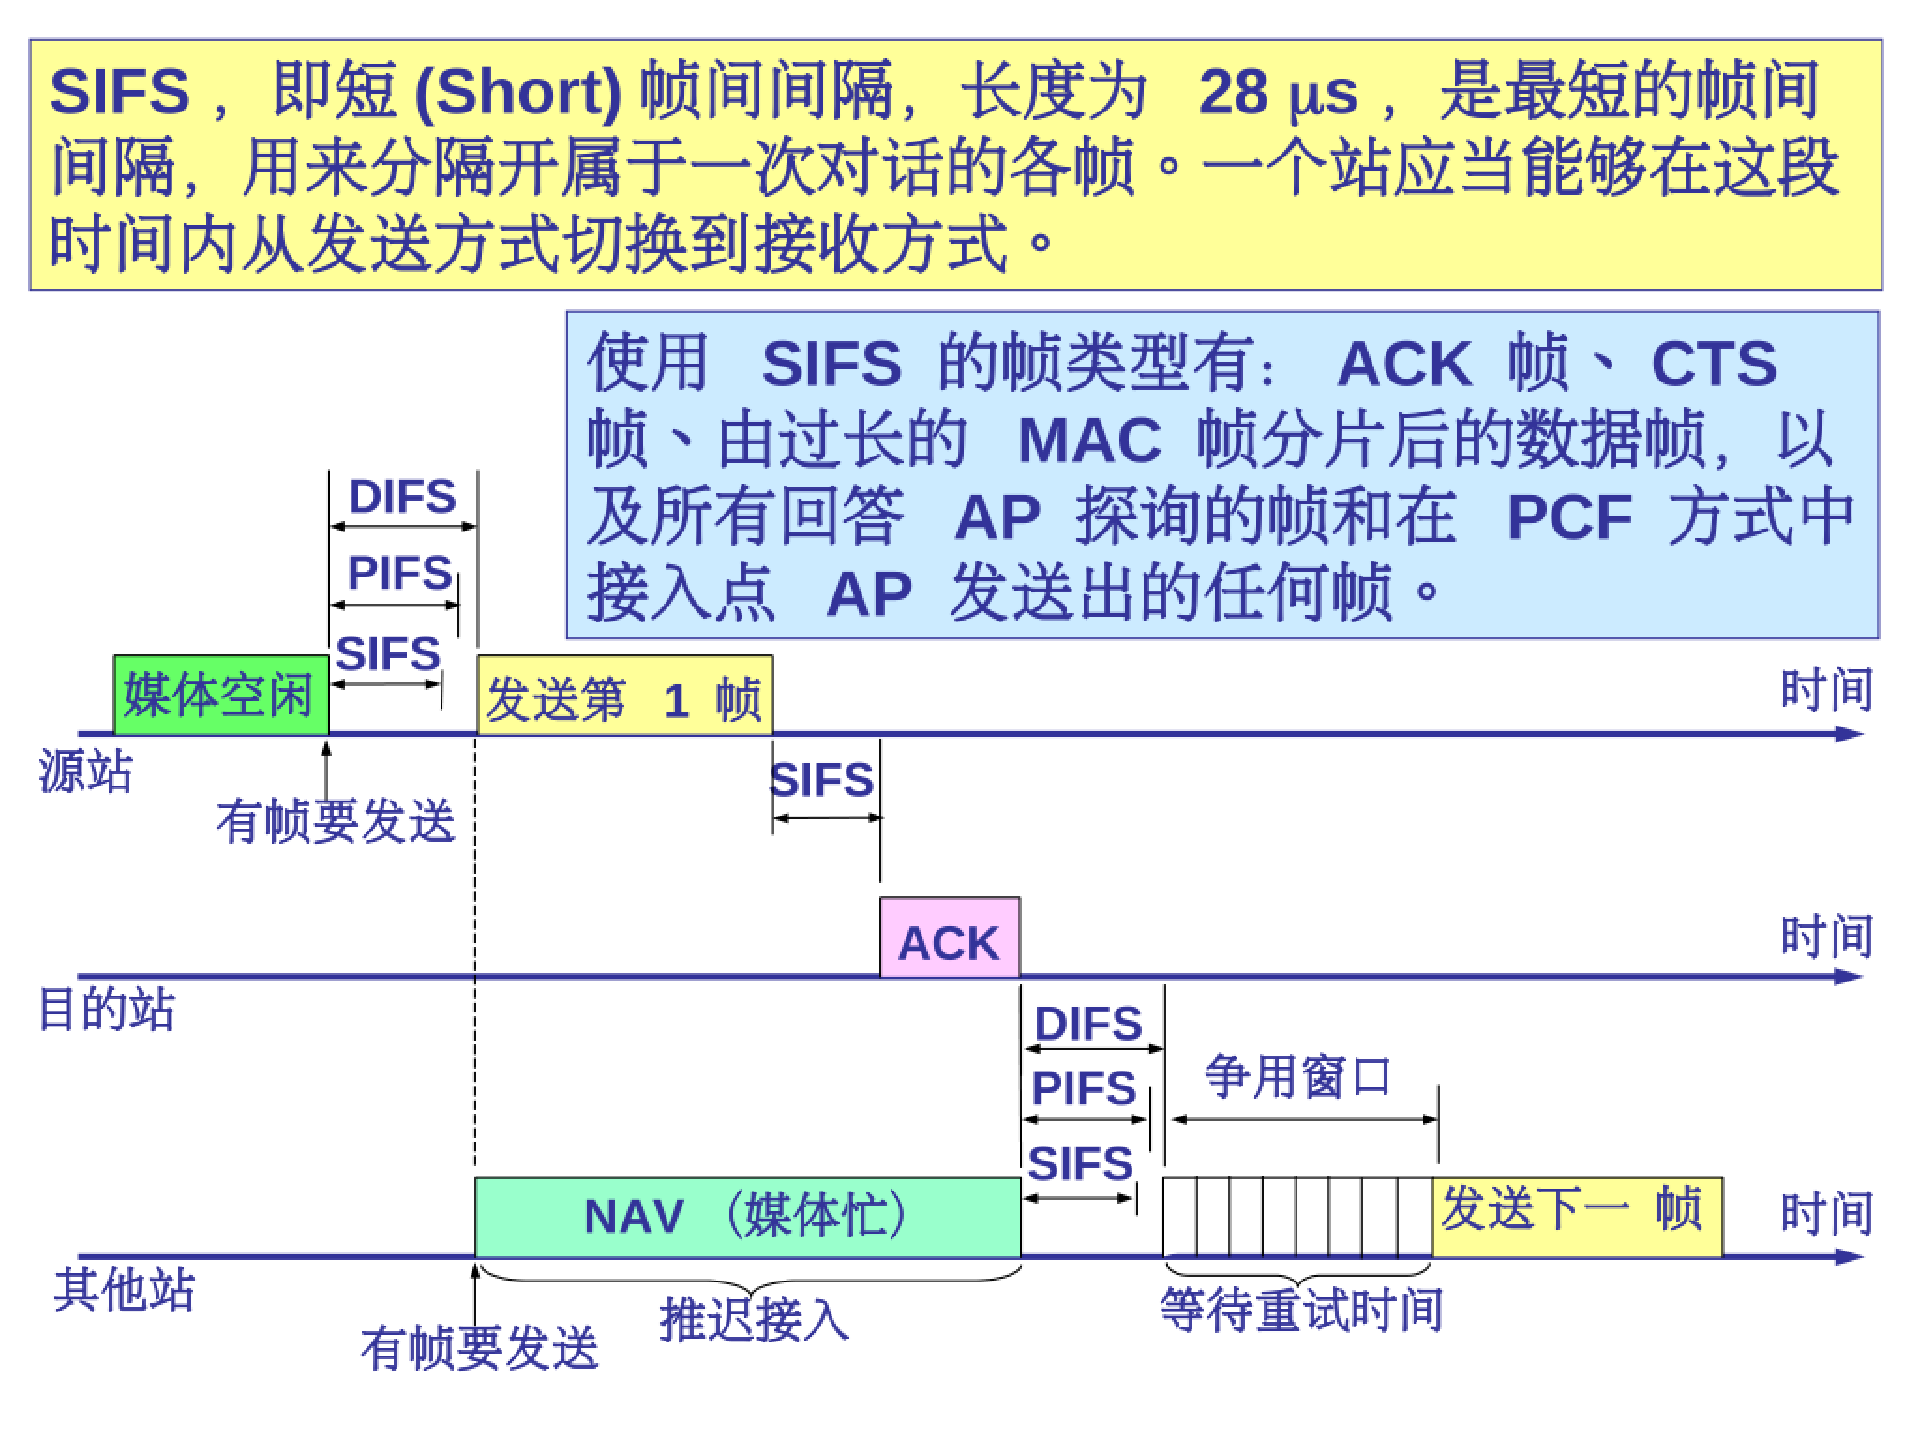 SIFS，即短 (Short) 帧间间隔，长度为 28 μs，是最短的帧间
间隔，用来分隔开属于一次对话的各帧。一个站应当能够在这段
时间内从发送方式切换到接收方式。
使用 SIFS 的帧类型有： ACK 帧、CTS
帧、由过长的 MAC 帧分片后的数据帧，以
及所有回答 AP 探询的帧和在 PCF 方式中
接入点 AP 发送出的任何帧。
DIFS
PIFS
SIFS
媒体空闲
发送第 1 帧
时间
源站
SIFS
有帧要发送
ACK
时间
目的站
DIFS
争用窗口
PIFS
SIFS
NAV （媒体忙）
发送下一 帧
时间
其他站
推迟接入
等待重试时间
有帧要发送